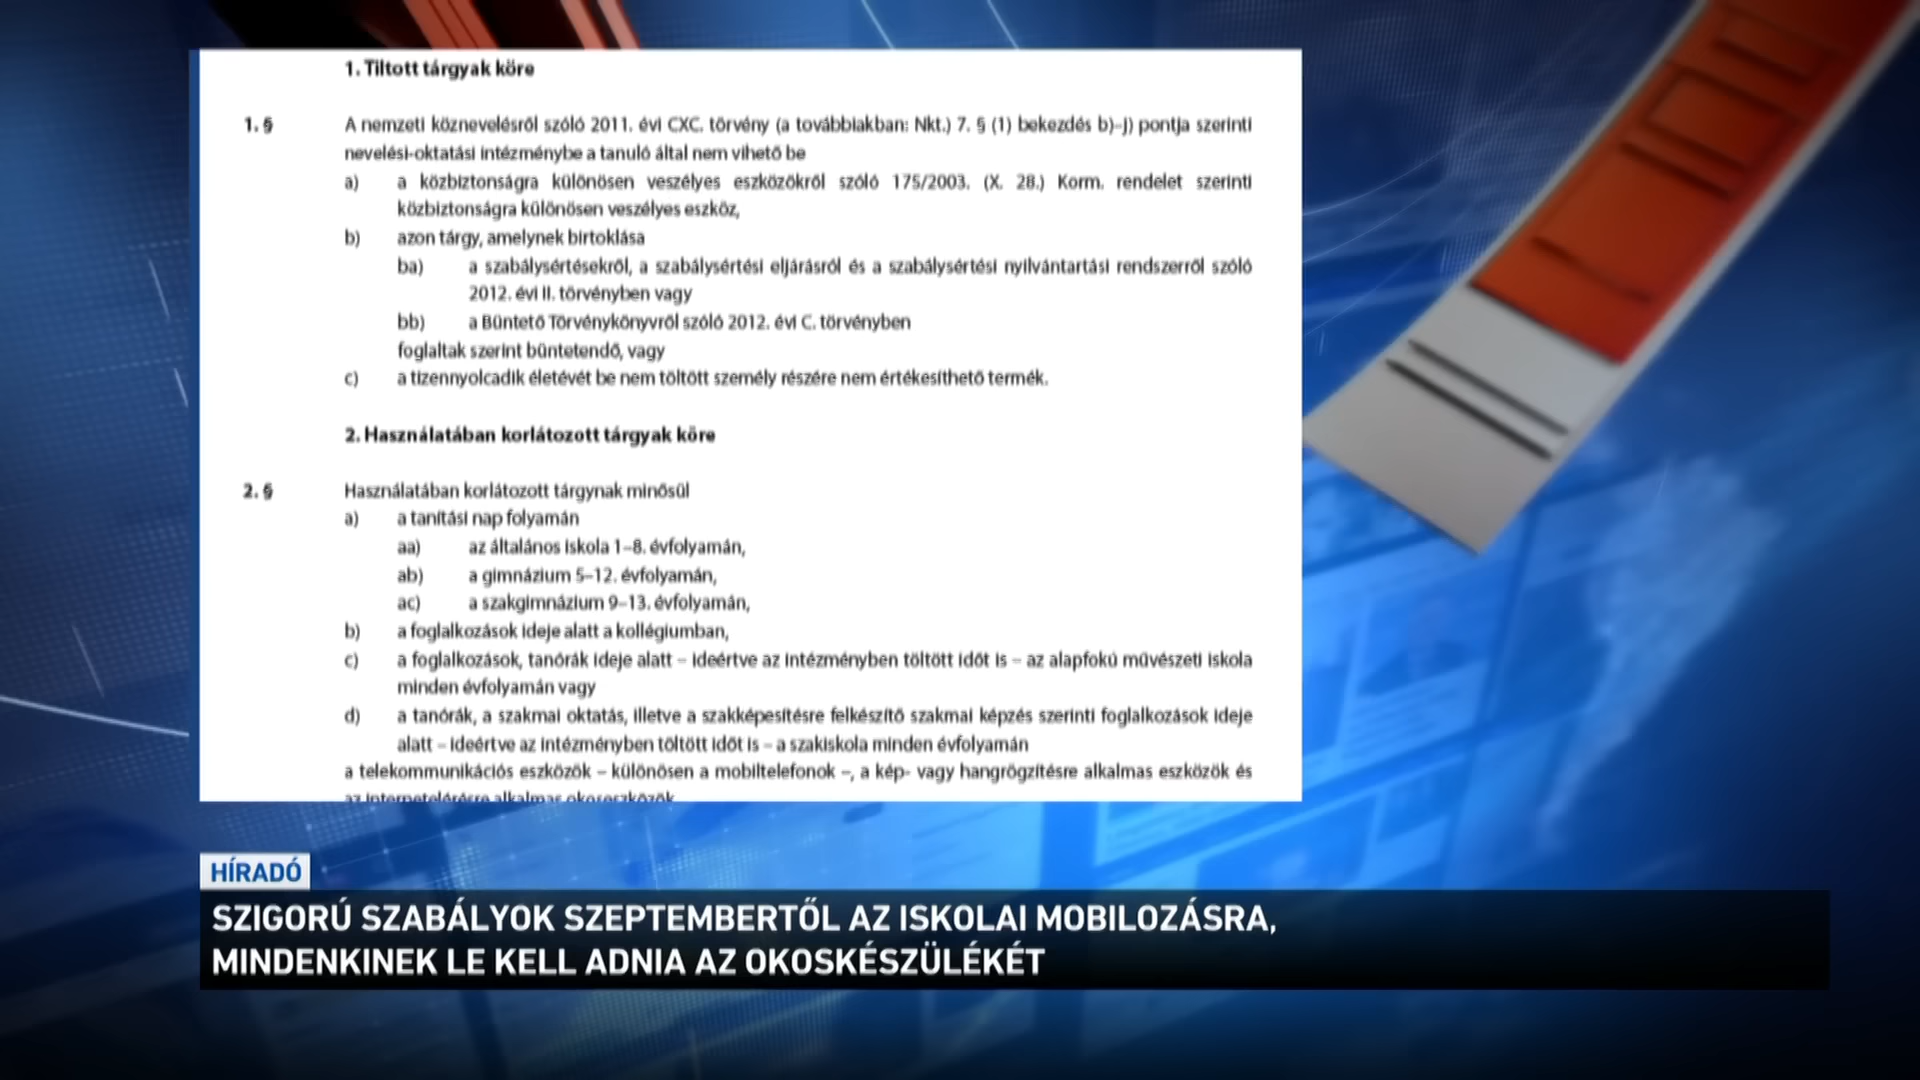 1. Tiltott tárgyak köre
1. § A nemzeti köznevelésről szóló 2011. évi CXC. törvény (a továbbiakban: Nkt.) 7. § (1) bekezdés b)–j) pontja szerinti
nevelési-oktatási intézménybe a tanuló által nem vihető be
a) a közbiztonságra különösen veszélyes eszközökről szóló 175/2003. (X. 28.) Korm. rendelet szerinti
közbiztonságra különösen veszélyes eszköz,
b) azon tárgy, amelynek birtoklása
ba) a szabálysértésekről, a szabálysértési eljárásról és a szabálysértési nyilvántartási rendszerről szóló
2012. évi II. törvényben vagy
bb) a Büntető Törvénykönyvről szóló 2012. évi C. törvényben
foglaltak szerint büntetendő, vagy
c) a tizennyolcadik életévét be nem töltött személy részére nem értékesíthető termék.
2. Használatában korlátozott tárgyak köre
2. § Használatában korlátozott tárgynak minősül
a) a tanítási nap folyamán
aa) az általános iskola 1–8. évfolyamán,
ab) a gimnázium 5–12. évfolyamán,
ac) a szakgimnázium 9–13. évfolyamán,
b) a foglalkozások ideje alatt a kollégiumban,
c) a foglalkozások, tanórák ideje alatt – ideértve az intézményben töltött időt is – az alapfokú művészeti iskola
minden évfolyamán vagy
d) a tanórák, a szakmai oktatás, illetve a szakképesítésre felkészítő szakmai képzés szerinti foglalkozások ideje
alatt – ideértve az intézményben töltött időt is – a szakiskola minden évfolyamán
a telekommunikációs eszközök – különösen a mobiltelefonok –, a kép- vagy hangrögzítésre alkalmas eszközök és
az internetelérésre alkalmas okoseszközök
HÍRADÓ
SZIGORÚ SZABÁLYOK SZEPTEMBERTŐL AZ ISKOLAI MOBILOZÁSRA,
MINDENKINEK LE KELL ADNIA AZ OKOSKÉSZÜLÉKÉT